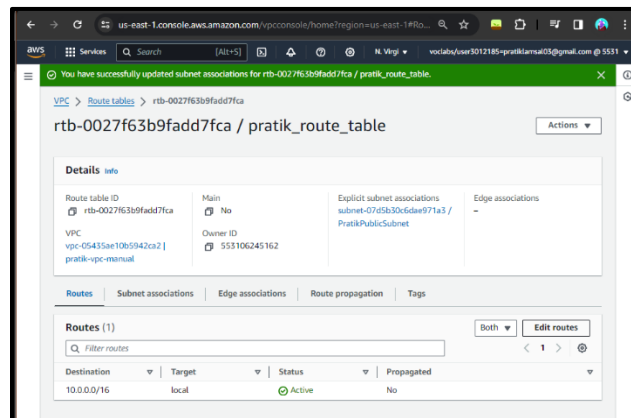 us-east-1.console.aws.amazon.com/vpcconsole/home?region=us-east-1#Ro...
aws Services Search [Alt+S] N. Virgi voclabs/user3012185=pratiklamsal03@gmail.com @ 5531
You have successfully updated subnet associations for rtb-0027f63b9fadd7fca / pratik_route_table.
VPC > Route tables > rtb-0027f63b9fadd7fca
rtb-0027f63b9fadd7fca / pratik_route_table
Actions
Details Info
Route table ID
rtb-0027f63b9fadd7fca
Main
No
Explicit subnet associations
subnet-07d5b30c6dae971a3 /
PratikPublicSubnet
Edge associations
–
VPC
vpc-05435ae10b5942ca2 |
pratik-vpc-manual
Owner ID
553106245162
Routes Subnet associations Edge associations Route propagation Tags
Routes (1)
Both Edit routes
Filter routes
1
Destination Target Status Propagated
10.0.0.0/16 local Active No